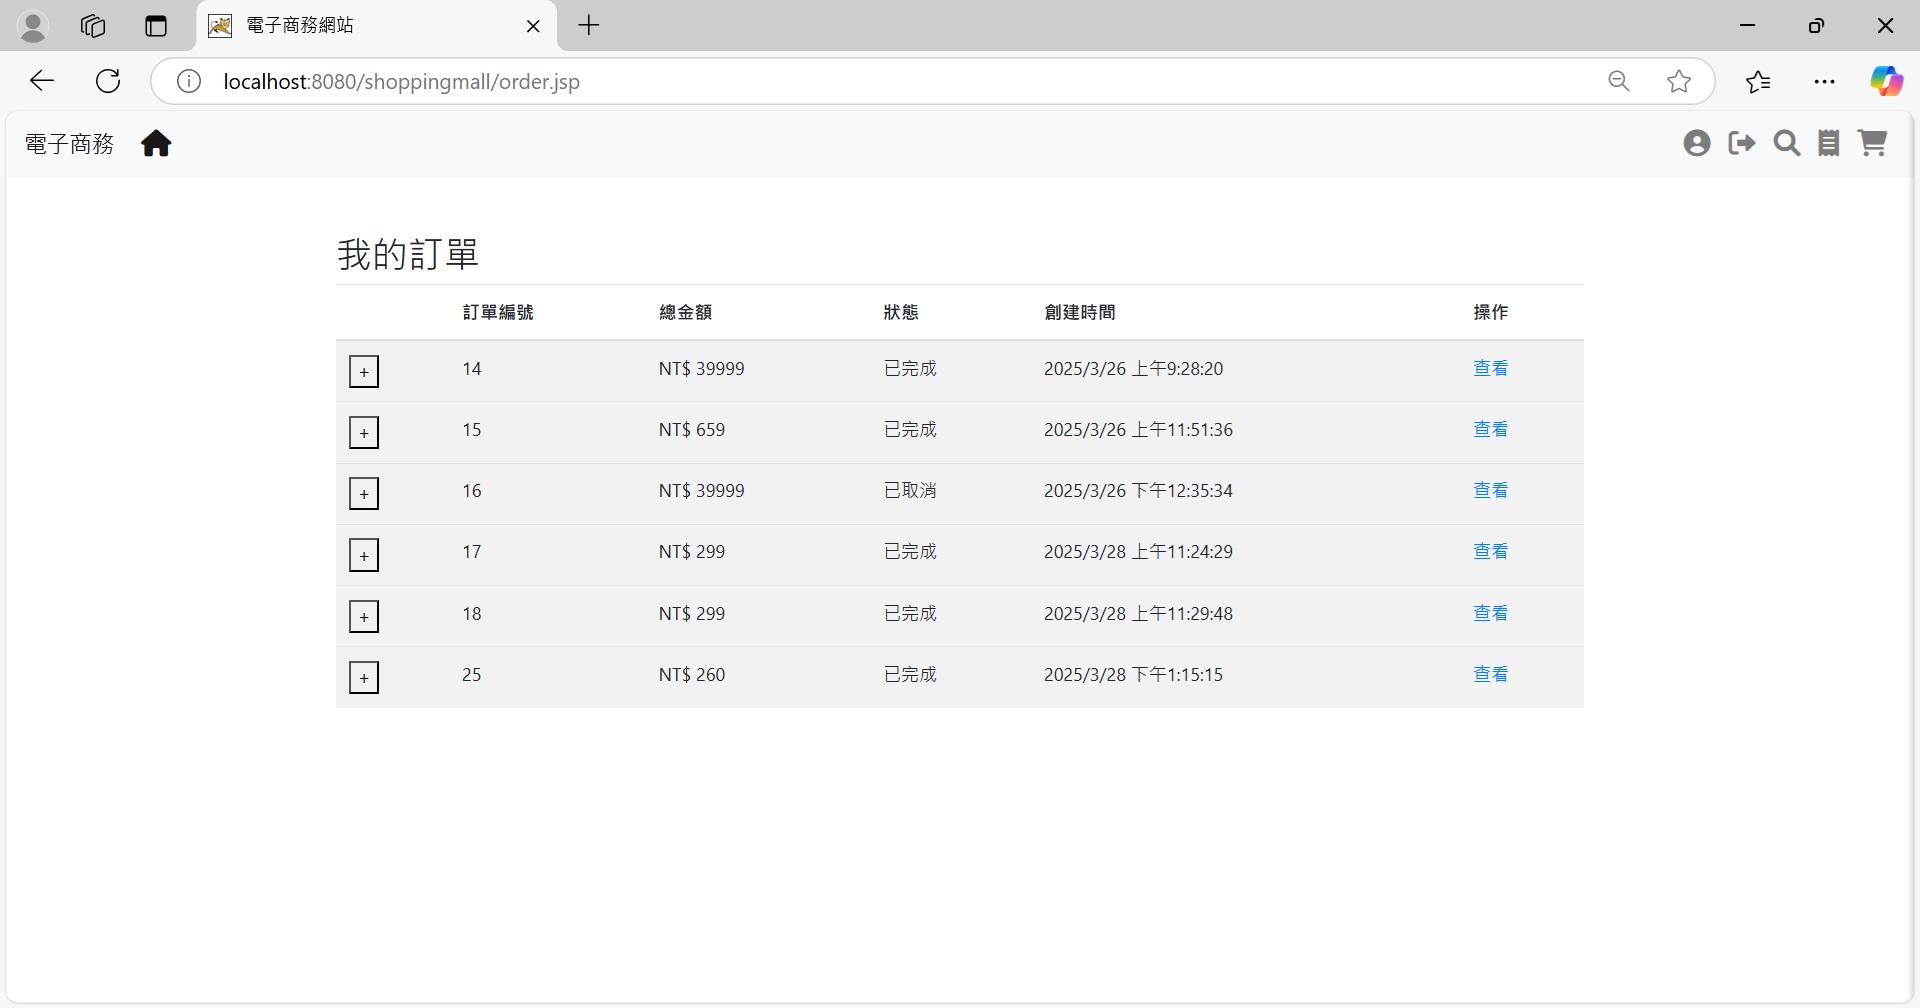 電子商務網站
localhost:8080/shoppingmall/order.jsp
電子商務
我的訂單
訂單編號 總金額 狀態 創建時間 操作
+ 14 NT$ 39999 已完成 2025/3/26 上午9:28:20 查看
+ 15 NT$ 659 已完成 2025/3/26 上午11:51:36 查看
+ 16 NT$ 39999 已取消 2025/3/26 下午12:35:34 查看
+ 17 NT$ 299 已完成 2025/3/28 上午11:24:29 查看
+ 18 NT$ 299 已完成 2025/3/28 上午11:29:48 查看
+ 25 NT$ 260 已完成 2025/3/28 下午1:15:15 查看